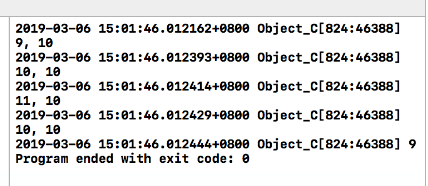 2019-03-06 15:01:46.012162+0800 Object_C[824:46388]
9, 10
2019-03-06 15:01:46.012393+0800 Object_C[824:46388]
10, 10
2019-03-06 15:01:46.012414+0800 Object_C[824:46388]
11, 10
2019-03-06 15:01:46.012429+0800 Object_C[824:46388]
10, 10
2019-03-06 15:01:46.012444+0800 Object_C[824:46388] 9
Program ended with exit code: 0